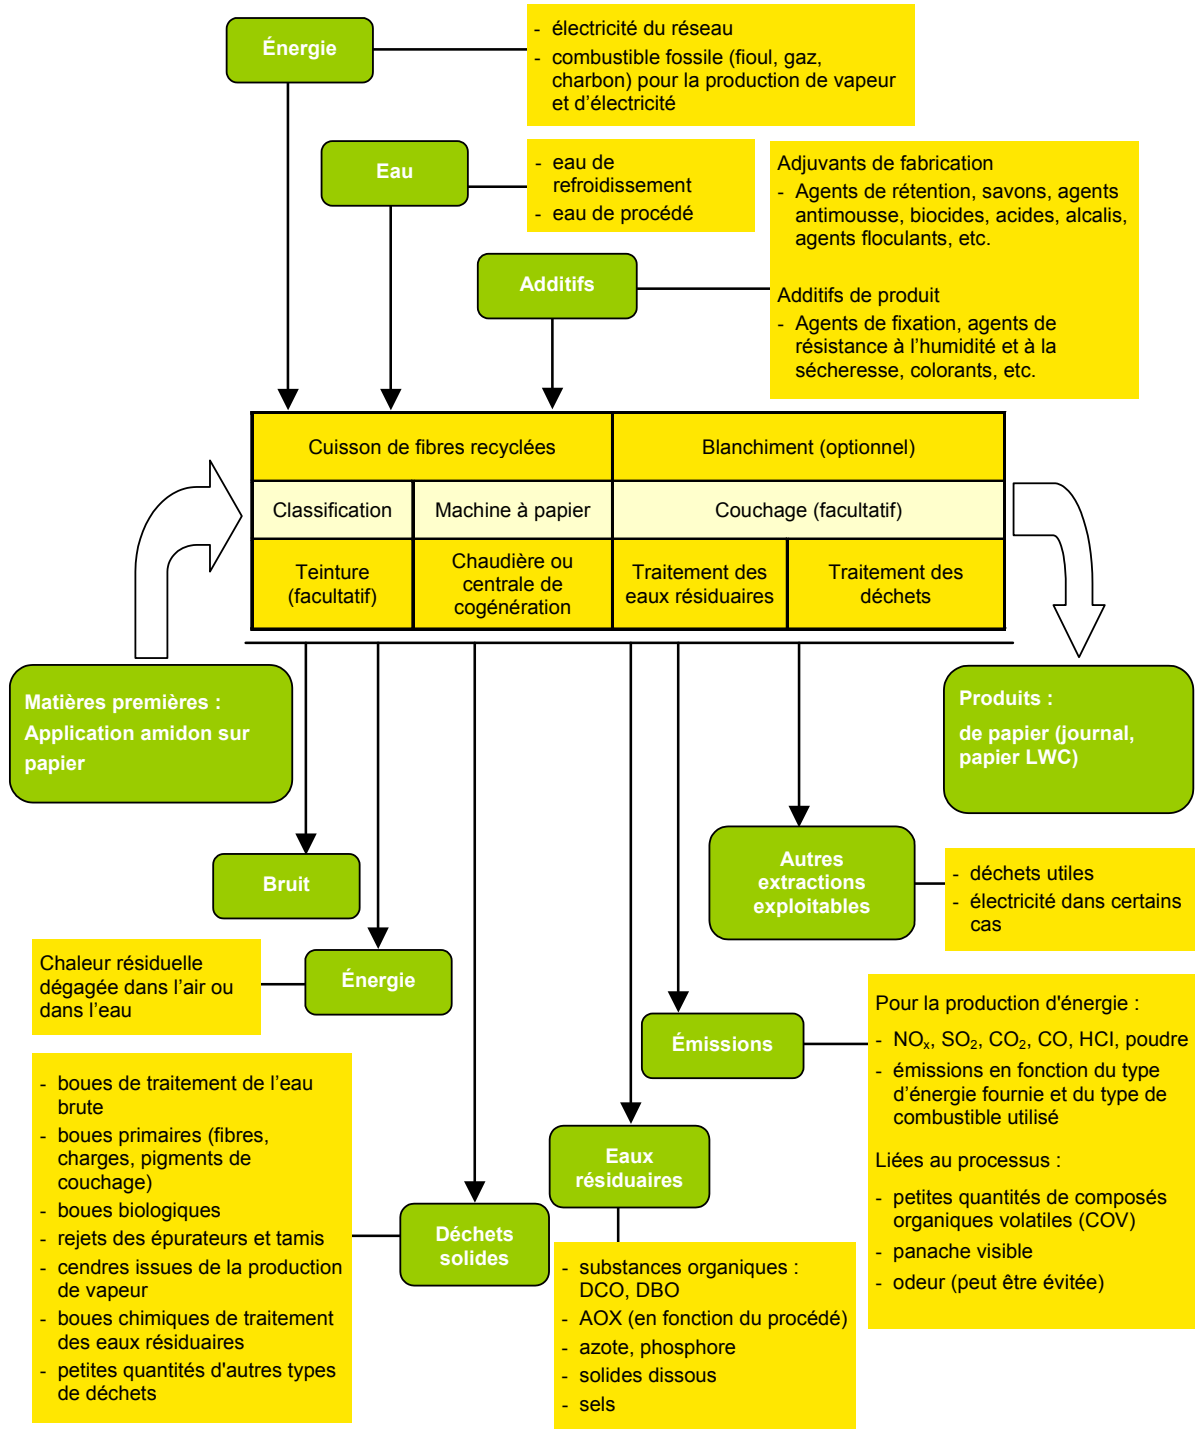 Énergie
- électricité du réseau
- combustible fossile (fioul, gaz,
charbon) pour la production de vapeur
et d'électricité
Eau
- eau de
refroidissement
- eau de procédé
Adjuvants de fabrication
- Agents de rétention, savons, agents
antimousse, biocides, acides, alcalis,
agents floculants, etc.
Additifs
Additifs de produit
- Agents de fixation, agents de
résistance à l'humidité et à la
sécheresse, colorants, etc.
Cuisson de fibres recyclées
Blanchiment (optionnel)
Classification
Machine à papier
Couchage (facultatif)
Teinture
(facultatif)
Chaudière ou
centrale de
cogénération
Traitement des
eaux résiduaires
Traitement des
déchets
Matières premières :
Application amidon sur
papier
Produits :
de papier (journal,
papier LWC)
Bruit
Autres
extractions
exploitables
- déchets utiles
- électricité dans certains
cas
Chaleur résiduelle
dégagée dans l'air ou
dans l'eau
Énergie
Émissions
Pour la production d'énergie :
- NOₓ, SO₂, CO₂, CO, HCl, poudre
- émissions en fonction du type
d'énergie fournie et du type de
combustible utilisé
Liées au processus :
- petites quantités de composés
organiques volatiles (COV)
- panache visible
- odeur (peut être évitée)
- boues de traitement de l'eau
brute
- boues primaires (fibres,
charges, pigments de
couchage)
- boues biologiques
- rejets des épurateurs et tamis
- cendres issues de la production
de vapeur
- boues chimiques de traitement
des eaux résiduaires
- petites quantités d'autres types
de déchets
Déchets
solides
Eaux
résiduaires
- substances organiques :
DCO, DBO
- AOX (en fonction du procédé)
- azote, phosphore
- solides dissous
- sels